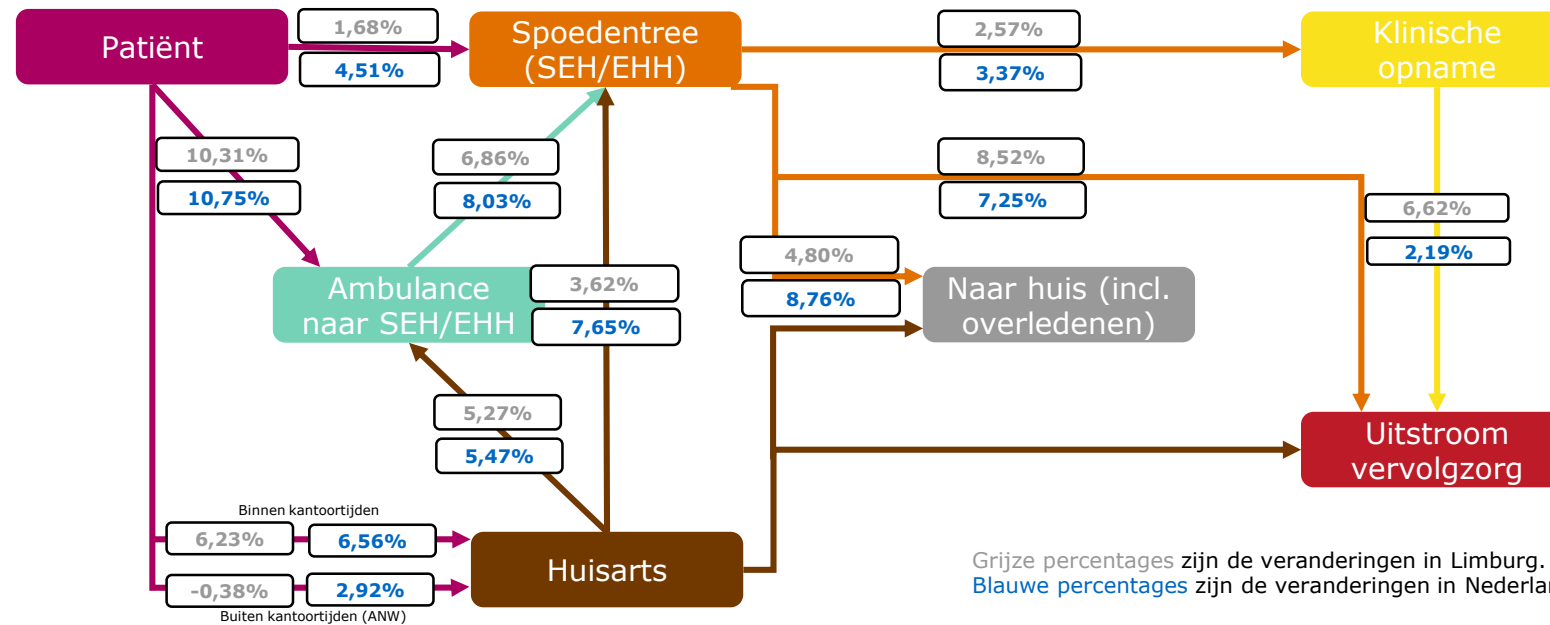 Patiënt
1,68%
4,51%
Spoedentree
(SEH/EHH)
2,57%
3,37%
Klinische
opname
10,31%
10,75%
6,86%
8,03%
8,52%
7,25%
6,62%
2,19%
Ambulance
naar SEH/EHH
3,62%
7,65%
4,80%
8,76%
Naar huis (incl.
overledenen)
5,27%
5,47%
Uitstroom
vervolgzorg
Binnen kantoortijden
6,23%
6,56%
Huisarts
-0,38%
2,92%
Buiten kantoortijden (ANW)
Grijze percentages zijn de veranderingen in Limburg.
Blauwe percentages zijn de veranderingen in Nederla